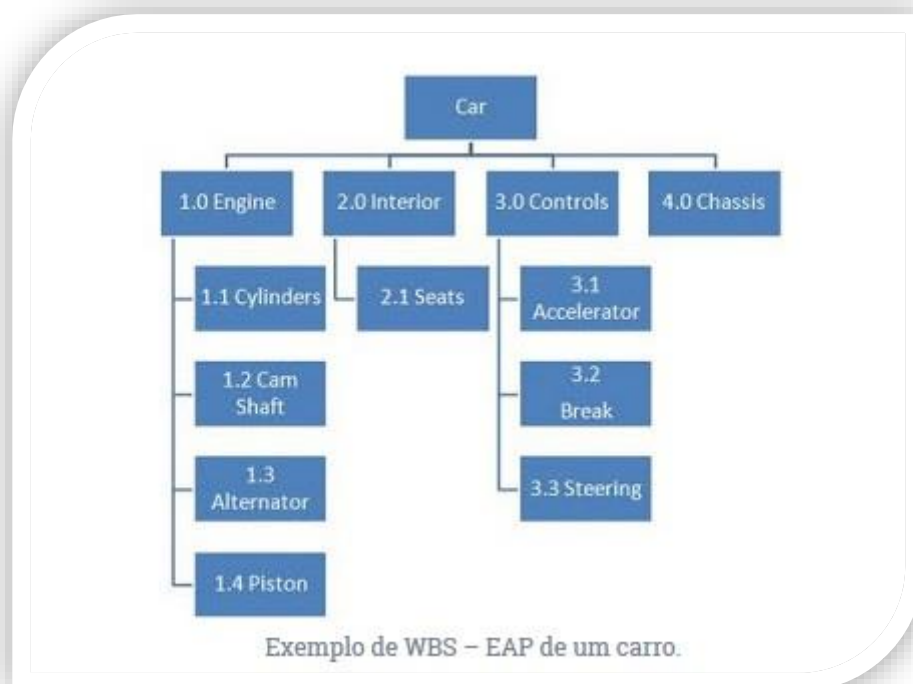 Car
1.0 Engine
2.0 Interior
3.0 Controls
4.0 Chassis
1.1 Cylinders
1.2 Cam
Shaft
1.3
Alternator
1.4 Piston
2.1 Seats
3.1
Accelerator
3.2
Break
3.3 Steering
Exemplo de WBS – EAP de um carro.